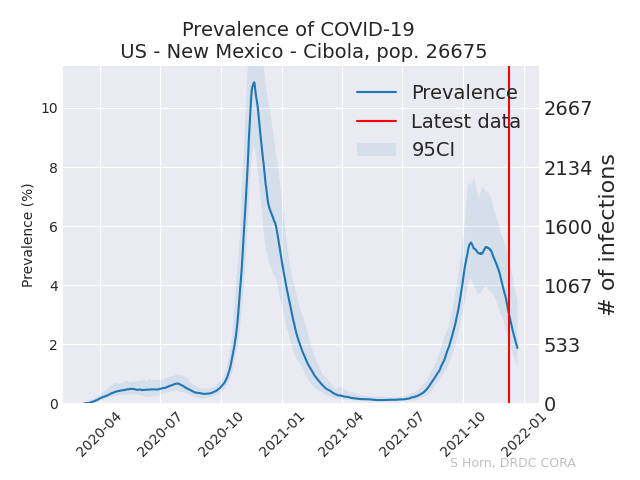 Prevalence of COVID-19
US - New Mexico - Cibola, pop. 26675
Prevalence
Latest data
95CI
Prevalence (%)
10
8
6
4
2
0
2667
2134
1600
1067
533
0
# of infections
2020-04
2020-07
2020-10
2021-01
2021-04
2021-07
2021-10
2022-01
S Horn, DRDC CORA